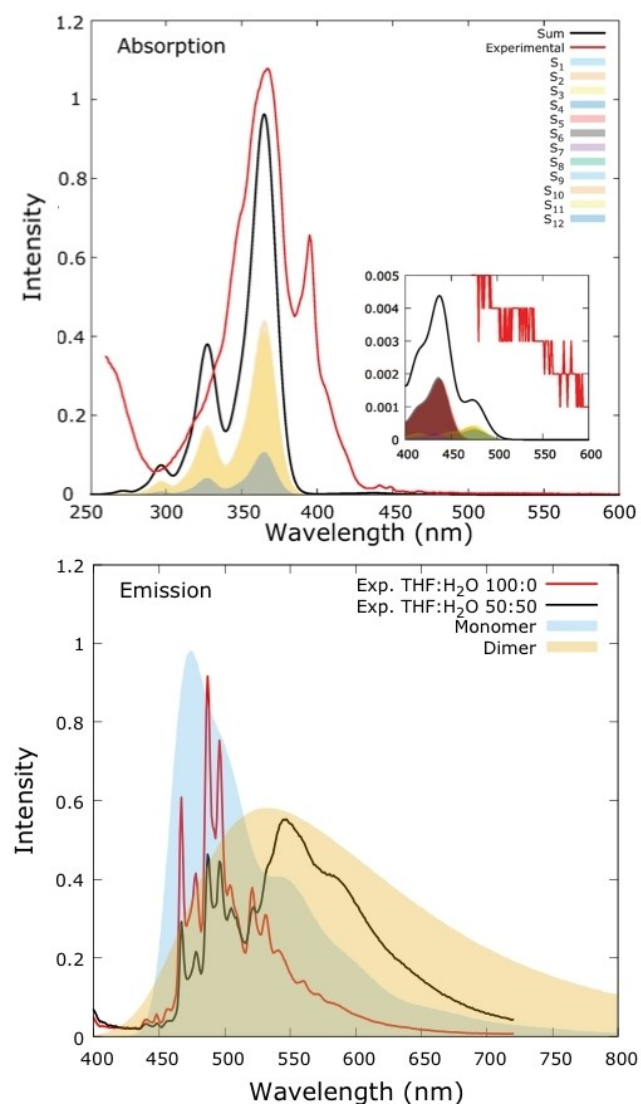 1.2
Absorption
Sum
Experimental
S1
S2
S3
S4
S5
S6
S7
S8
S9
S10
S11
S12
1
0.8
0.6
0.4
0.2
0
Intensity
0.005
0.004
0.003
0.002
0.001
0
400 450 500 550 600
250 300 350 400 450 500 550 600
Wavelength (nm)
1.2
Emission
Exp. THF:H2O 100:0
Exp. THF:H2O 50:50
Monomer
Dimer
1
0.8
0.6
0.4
0.2
0
Intensity
400 450 500 550 600 650 700 750 800
Wavelength (nm)